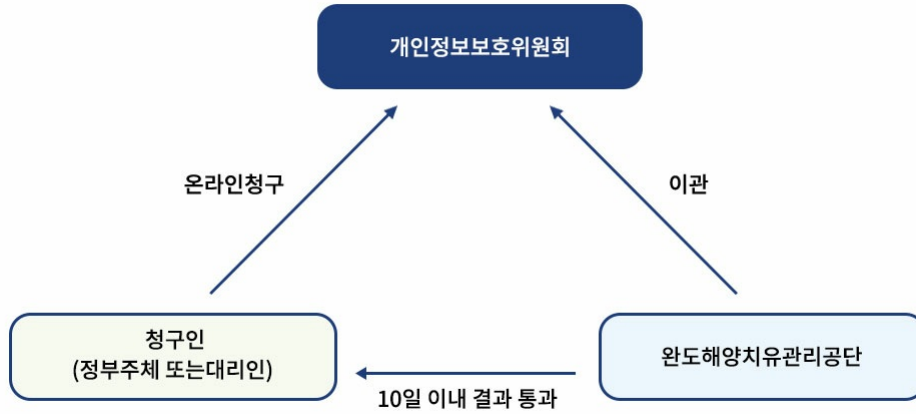 개인정보보호위원회
온라인청구
이관
청구인
(정부주체 또는대리인)
완도해양치유관리공단
10일 이내 결과 통과